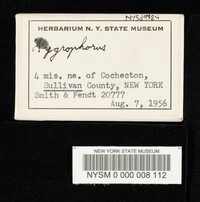 HERBARIUM N. Y. STATE MUSEUM
Hygrophorus
4 mis. ne. of Cochecton,
Sullivan County, NEW YORK
Smith & Fendt 20777
Aug. 7, 1956
NEW YORK STATE MUSEUM
NYSM 0 000 008 112